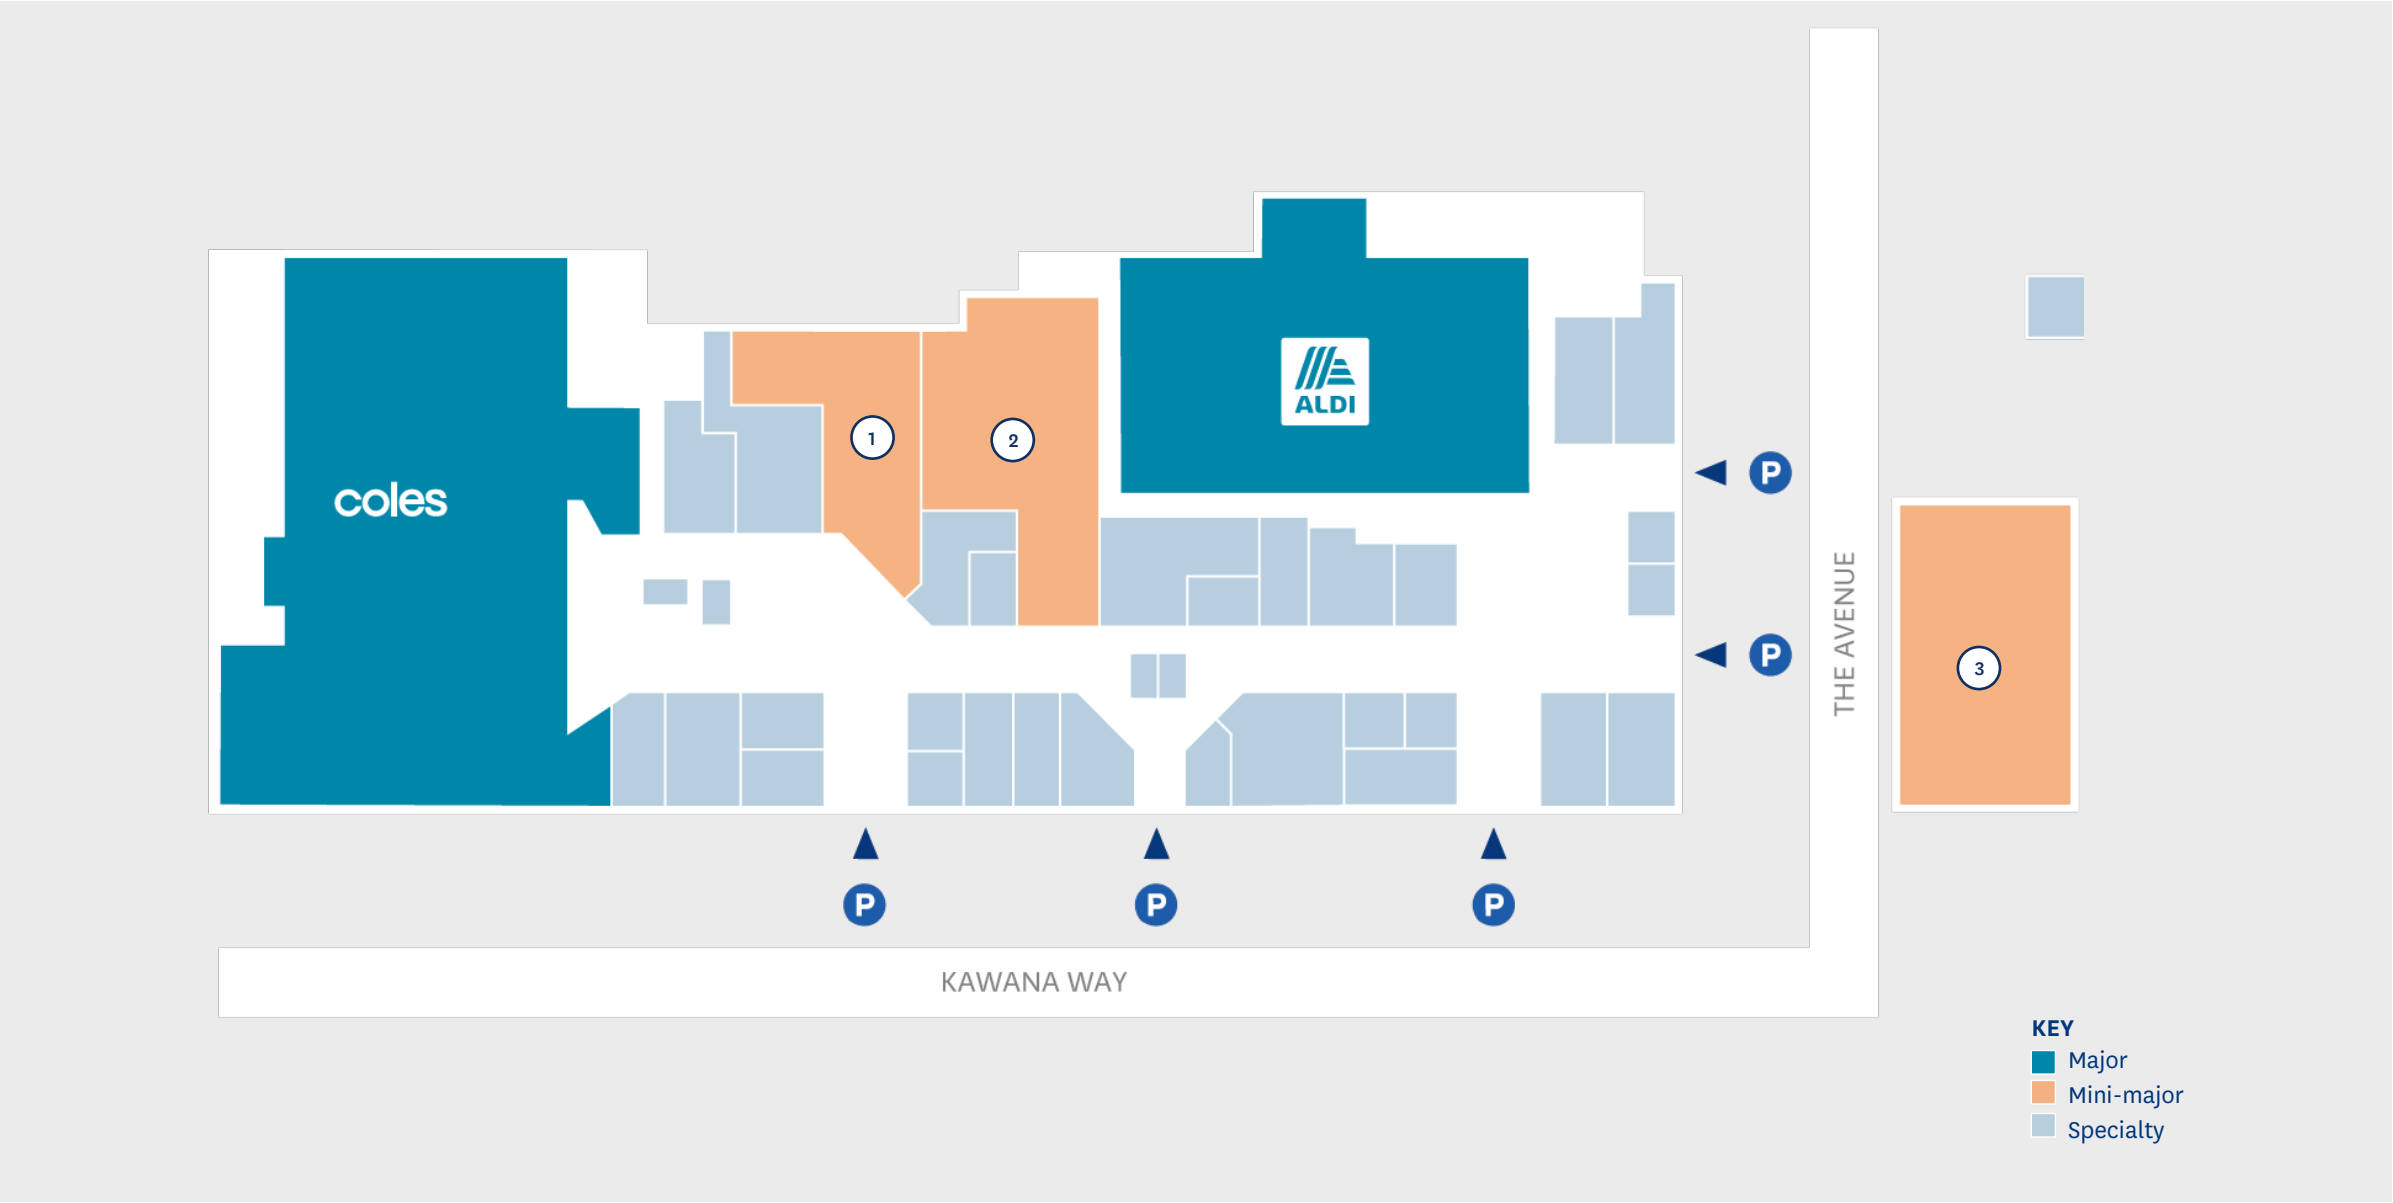 ALDI
1
2
coles
P
P
THE AVENUE
3
P
P
P
KAWANA WAY
KEY
Major
Mini-major
Specialty